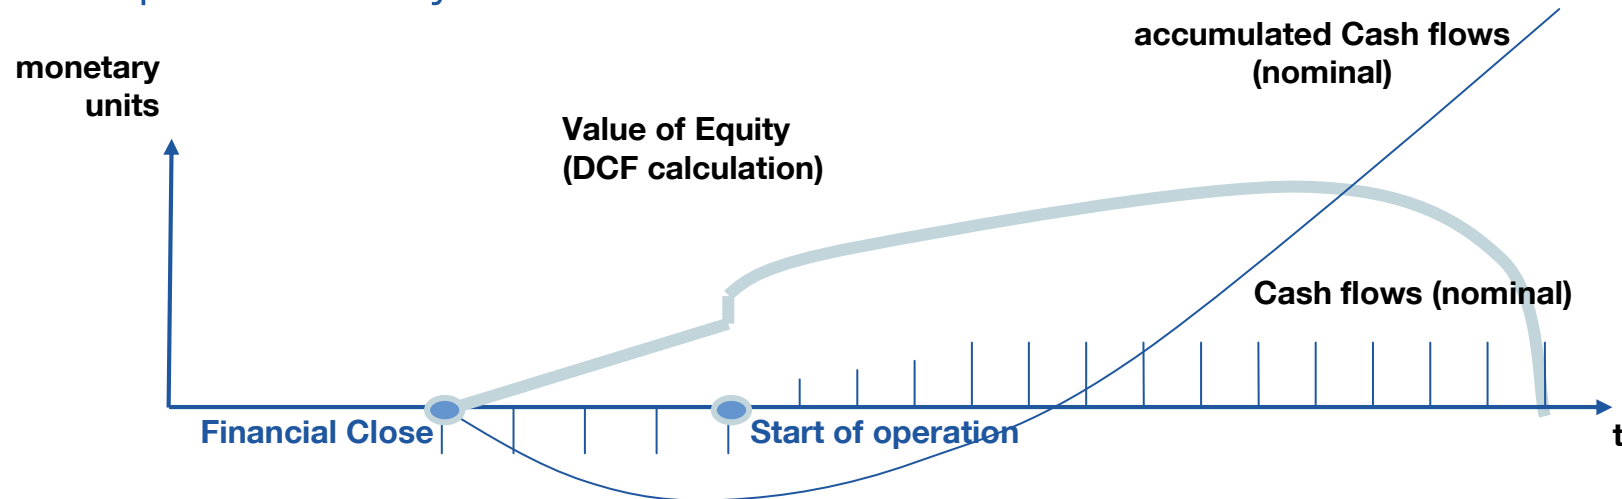 monetary
units
accumulated Cash flows
(nominal)
Value of Equity
(DCF calculation)
Cash flows (nominal)
Financial Close
Start of operation
t